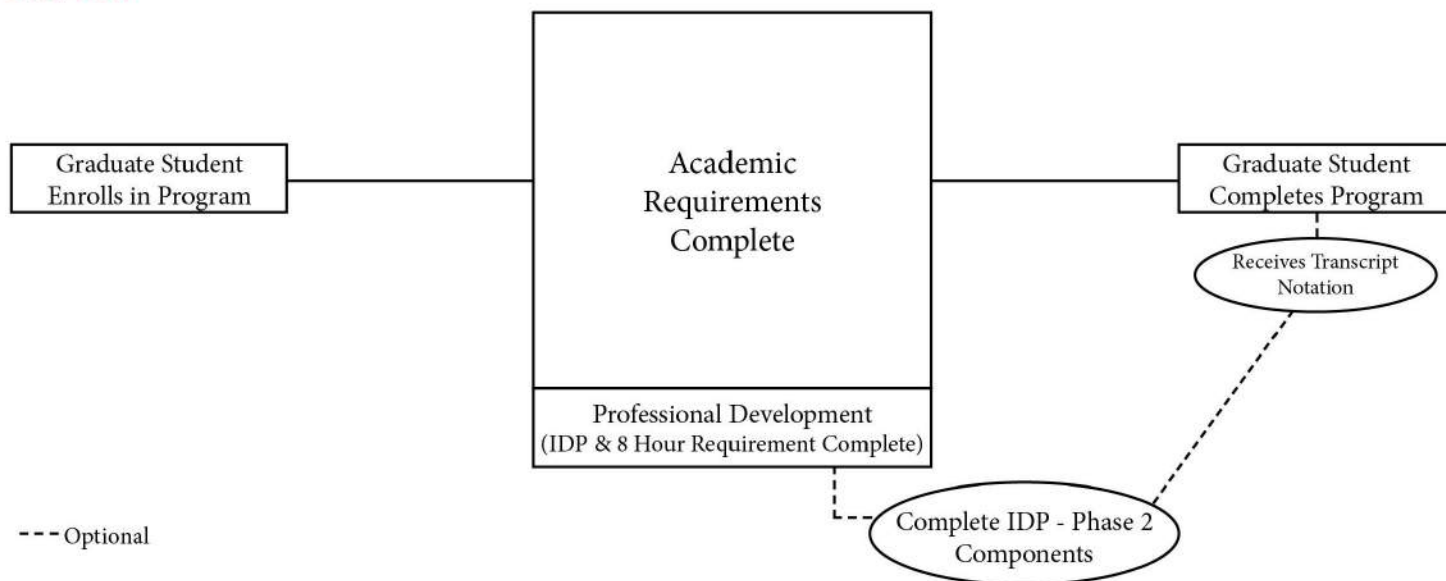 Graduate Student
Enrolls in Program
Academic
Requirements
Complete
Professional Development
(IDP & 8 Hour Requirement Complete)
Graduate Student
Completes Program
Receives Transcript
Notation
Complete IDP - Phase 2
Components
Optional